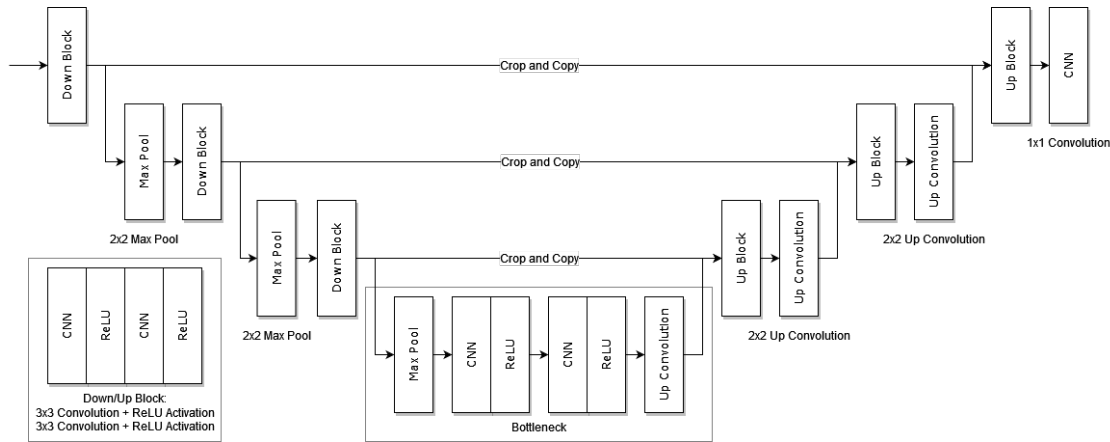 Down Block
Crop and Copy
Up Block
CNN
1x1 Convolution
Max Pool
Down Block
2x2 Max Pool
Crop and Copy
Up Block
Up Convolution
2x2 Up Convolution
Max Pool
Down Block
2x2 Max Pool
Crop and Copy
Up Block
Up Convolution
2x2 Up Convolution
CNN
ReLU
CNN
ReLU
Down/Up Block:
3x3 Convolution + ReLU Activation
3x3 Convolution + ReLU Activation
Max Pool
CNN
ReLU
CNN
ReLU
Up Convolution
Bottleneck